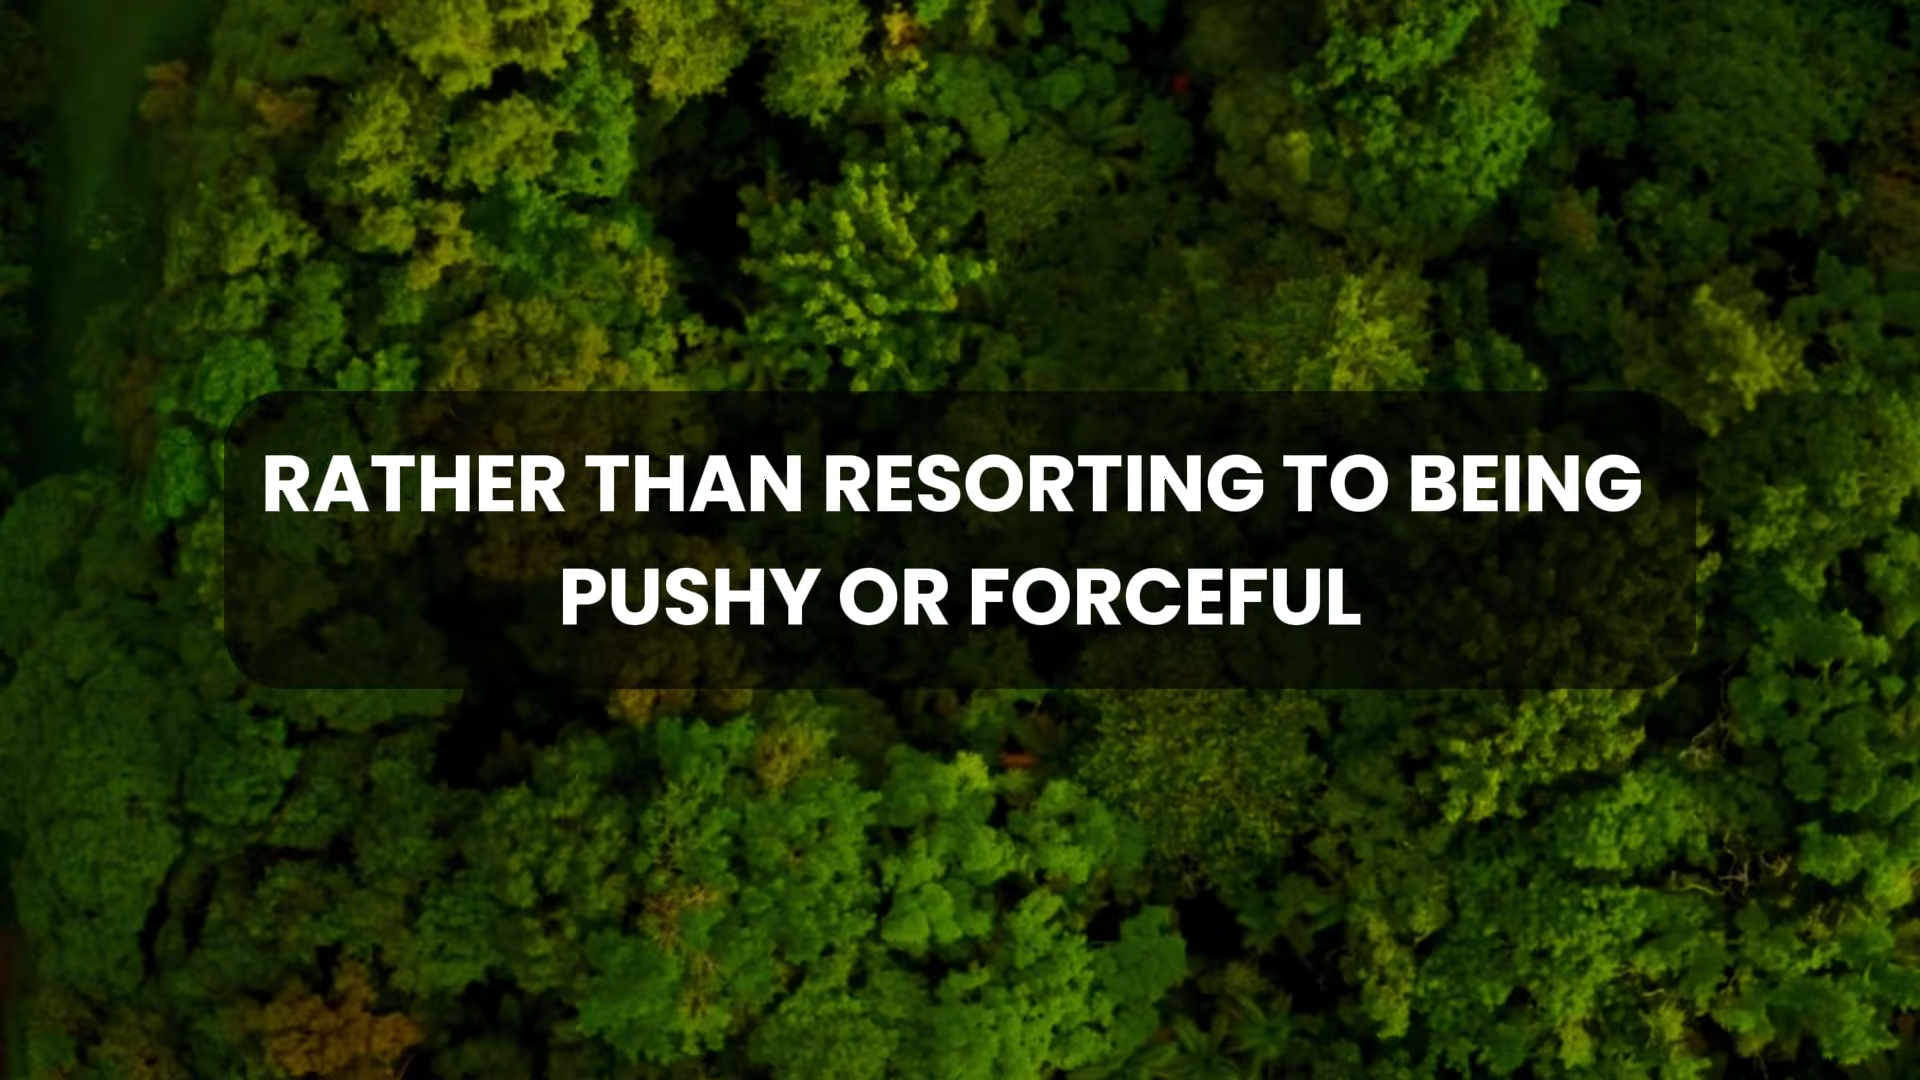 RATHER THAN RESORTING TO BEING
PUSHY OR FORCEFUL